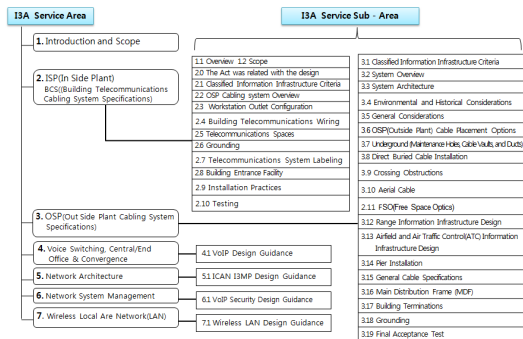 I3A Service Area
I3A Service Sub - Area
1. Introduction and Scope
2. ISP(In Side Plant)
BCS((Building Telecommunications
Cabling System Specifications)
3. OSP(Out Side Plant Cabling System
Specifications)
4. Voice Switching, Central/End
Office & Convergence
5. Network Architecture
6. Network System Management
7. Wireless Local Are Network(LAN)
1.1 Overview 1.2 Scope
2.0 The Act was related with the design
2.1 Classified Information Infrastructure Criteria
2.2 OSP Cabling system Overview
2.3 Workstation Outlet Configuration
2.4 Building Telecommunications Wiring
2.5 Telecommunications Spaces
2.6 Grounding
2.7 Telecommunications System Labeling
2.8 Building Entrance Facility
2.9 Installation Practices
2.10 Testing
4.1 VoIP Design Guidance
5.1 ICAN I3MP Design Guidance
6.1 VoIP Security Design Guidance
7.1 Wireless LAN Design Guidance
3.1 Classified Information Infrastructure Criteria
3.2 System Overview
3.3 System Architecture
3.4 Environmental and Historical Considerations
3.5 General Considerations
3.6 OSP(Outside Plant) Cable Placement Options
3.7 Underground (Maintenance Holes, Cable Vaults, and Ducts)
3.8 Direct Buried Cable Installation
3.9 Crossing Obstructions
3.10 Aerial Cable
2.11 FSO(Free Space Optics)
3.12 Range Information Infrastructure Design
3.13 Airfield and Air Traffic Control(ATC) Information
Infrastructure Design
3.14 Pier Installation
3.15 General Cable Specifications
3.16 Main Distribution Frame (MDF)
3.17 Building Terminations
3.18 Grounding
3.19 Final Acceptance Test